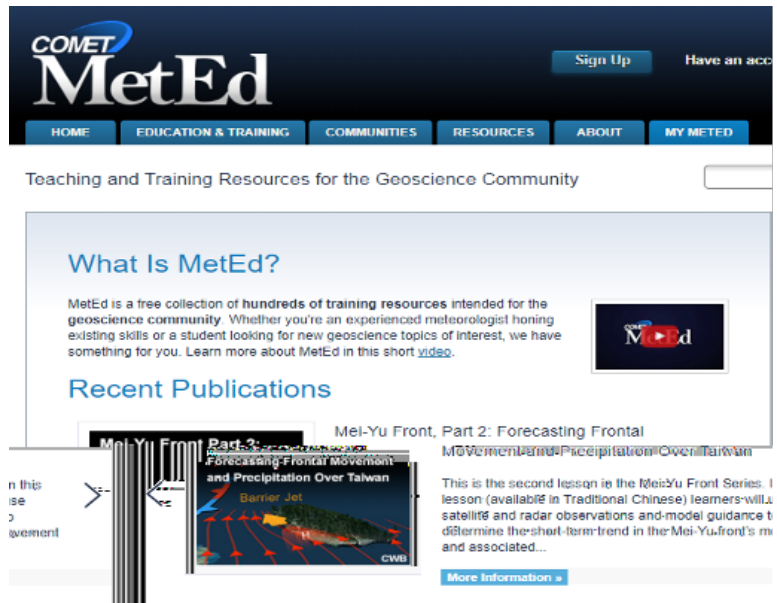 COMET
MetEd
Sign Up
Have an acc
HOME
EDUCATION & TRAINING
COMMUNITIES
RESOURCES
ABOUT
MY METED
Teaching and Training Resources for the Geoscience Community
What Is MetEd?
MetEd is a free collection of hundreds of training resources intended for the
geoscience community. Whether you're an experienced meteorologist honing
existing skills or a student looking for new geoscience topics of interest, we have
something for you. Learn more about MetEd in this short video.
MetEd
Recent Publications
Mei-Yu Front, Part 2: Forecasting Frontal
Movement and Precipitation Over Taiwan
Mei-Yu Front Part 2:
Forecasting Frontal Movement
and Precipitation Over Taiwan
Barrier Jet
CWB
This is the second lesson in the Mei-Yu Front Series. I
lesson (available in Traditional Chinese) learners will u
satellite and radar observations and model guidance t
determine the short-term trend in the Mei-Yu front's m
and associated...
More Information »
n this
se
o
vement